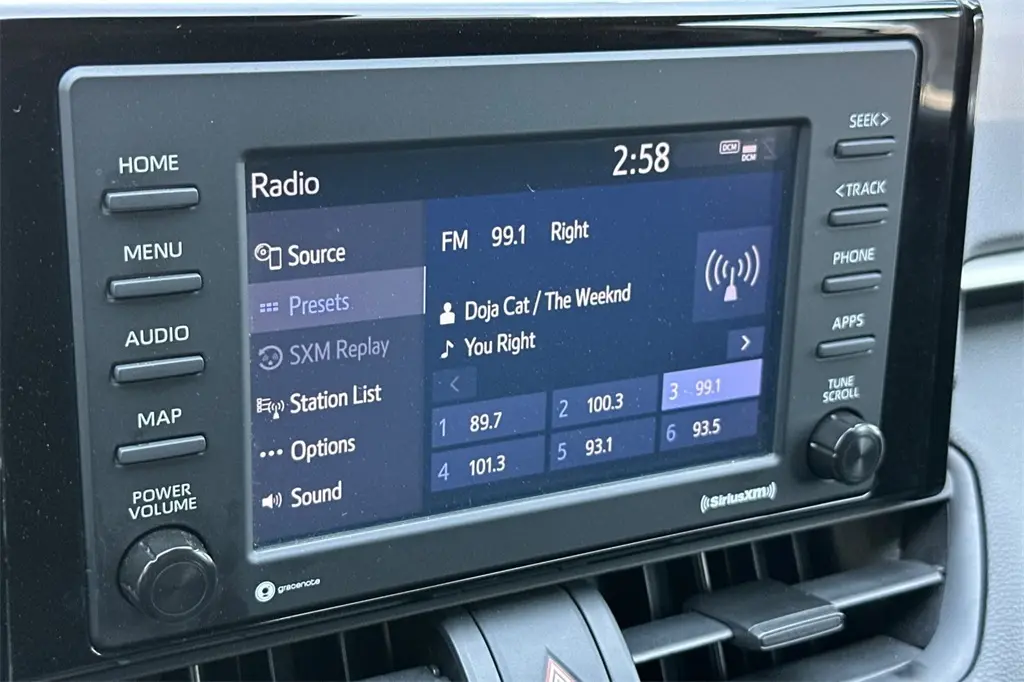 HOME
MENU
AUDIO
MAP
POWER
VOLUME
Radio
2:58
DCM
DCM
Source
Presets
SXM Replay
Station List
Options
Sound
FM 99.1 Right
Doja Cat / The Weeknd
You Right
< >
1 89.7 2 100.3 3 99.1
4 101.3 5 93.1 6 93.5
SEEK>
<TRACK
PHONE
APPS
TUNE
SCROLL
gracenote
SiriusXM